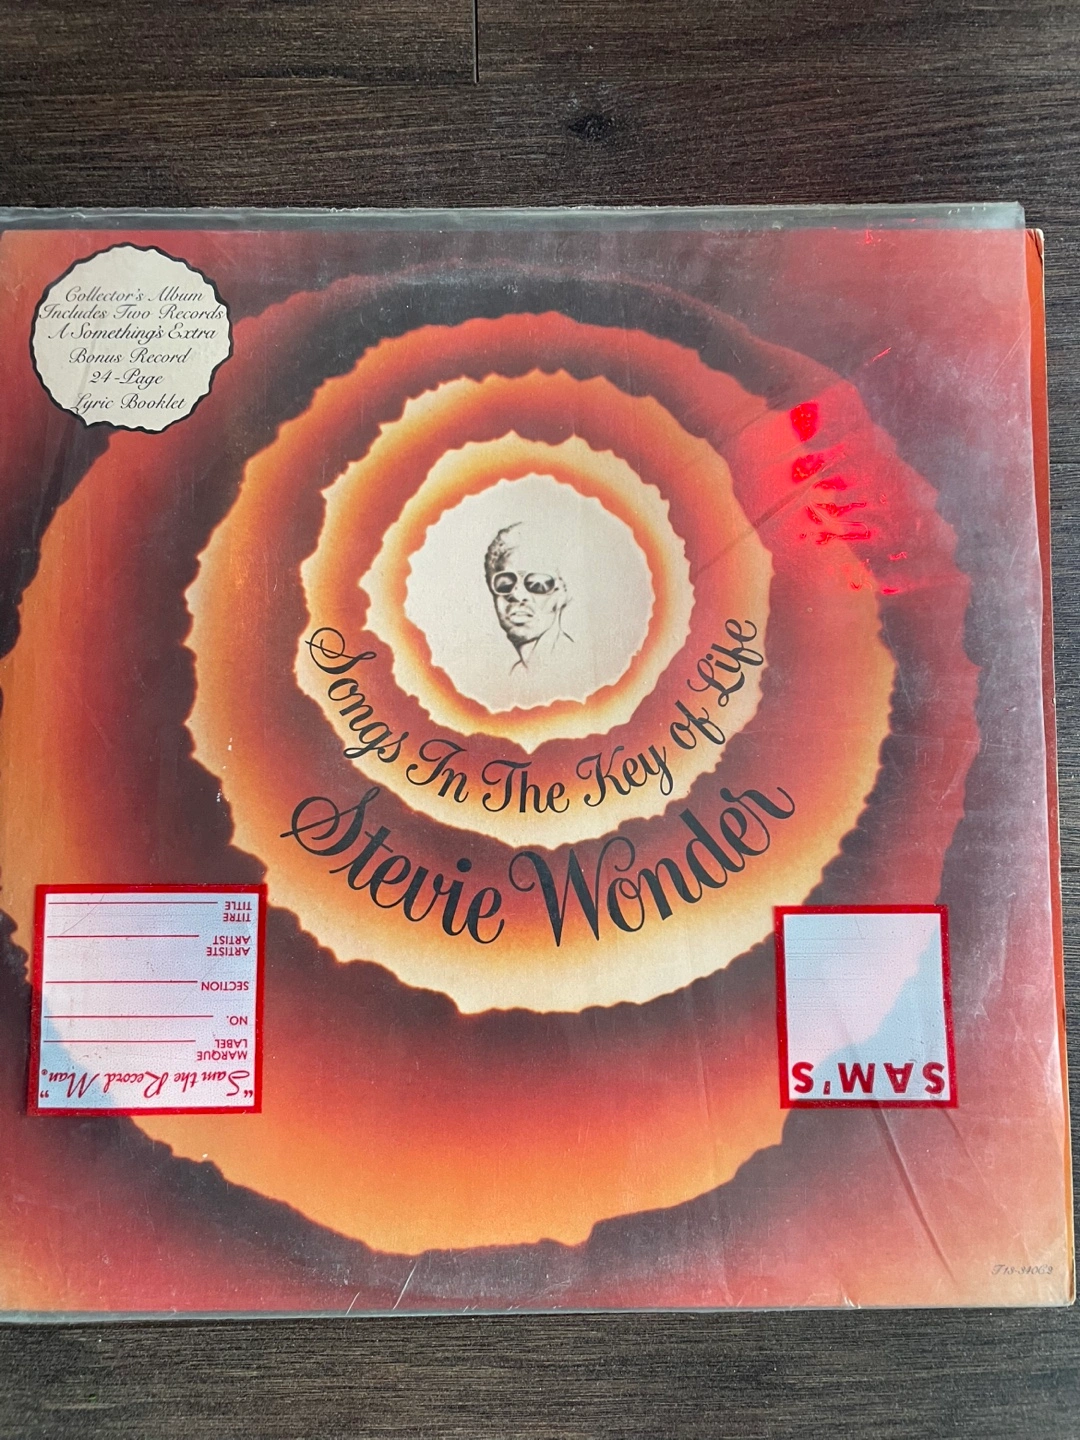 Collector's Album
Includes Two Records
A Something's Extra
Bonus Record
24-Page
Lyric Booklet
Songs In The Key of Life
Stevie Wonder
"Sam the Record Man®"
MARQUE
LABEL
NO.
SECTION
ARTISTE
ARTIST
TITRE
TITLE
SAM'S
T13-340C2